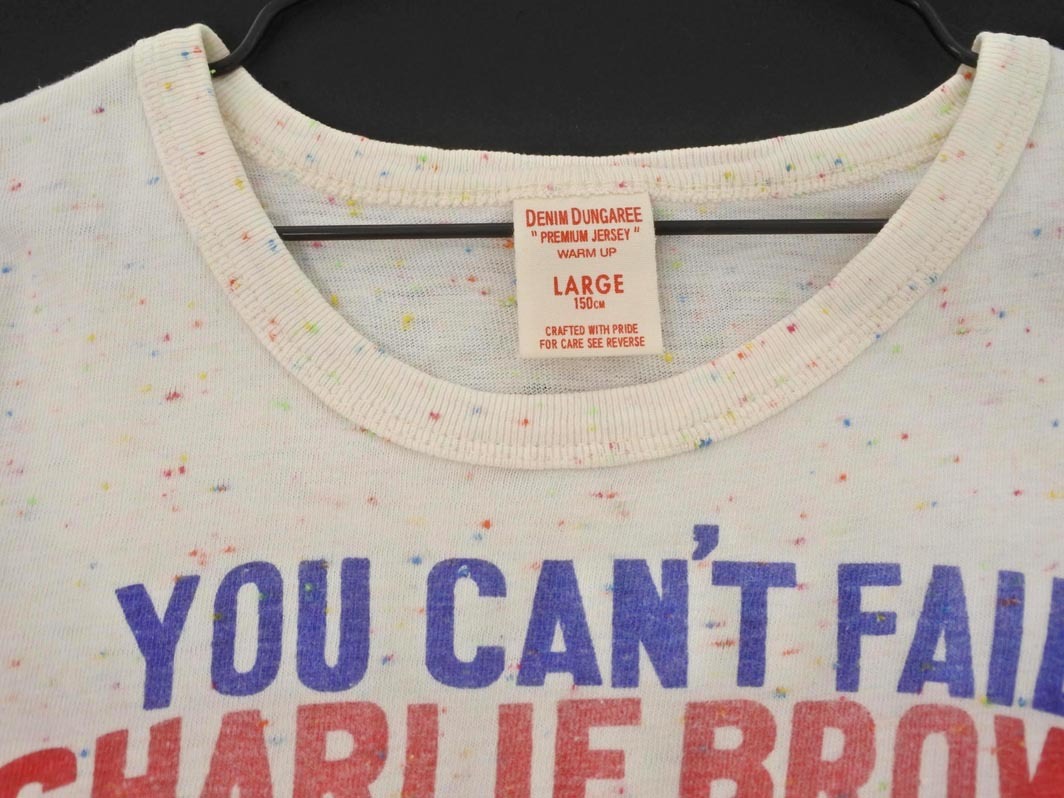 DENIM DUNGAREE
"PREMIUM JERSEY"
WARM UP
LARGE
150CM
CRAFTED WITH PRIDE
FOR CARE SEE REVERSE
YOU CAN'T FAIL
CHARLIE BROW